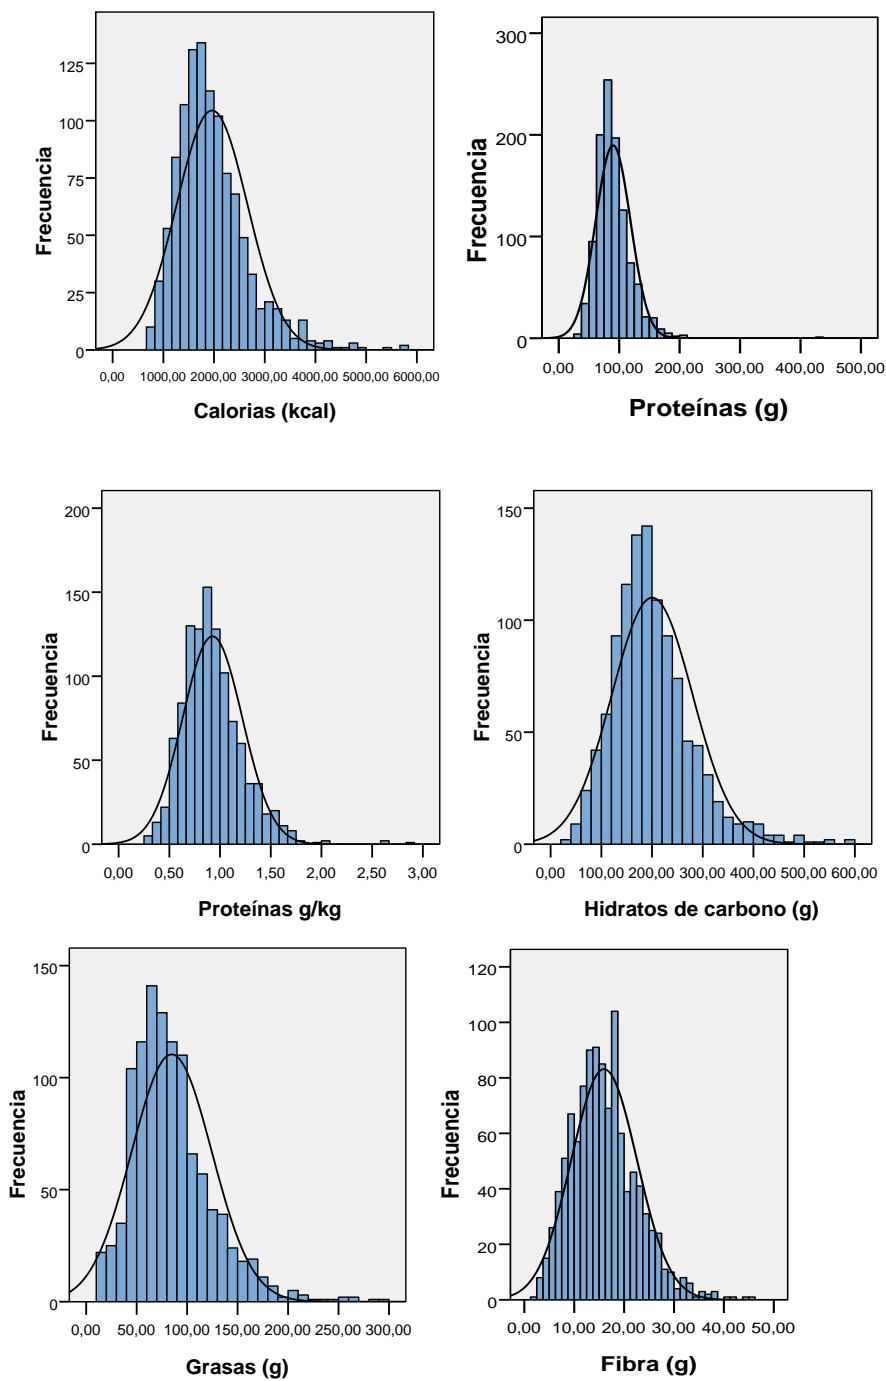 125
100
75
50
25
0
Frecuencia
0,00 1000,00 2000,00 3000,00 4000,00 5000,00 6000,00
Calorias (kcal)
300
200
100
0
Frecuencia
0,00 100,00 200,00 300,00 400,00 500,00
Proteínas (g)
200
150
100
50
0
Frecuencia
0,00 0,50 1,00 1,50 2,00 2,50 3,00
Proteínas g/kg
150
100
50
0
Frecuencia
0,00 100,00 200,00 300,00 400,00 500,00 600,00
Hidratos de carbono (g)
150
100
50
0
Frecuencia
0,00 50,00 100,00 150,00 200,00 250,00 300,00
Grasas (g)
120
100
80
60
40
20
0
Frecuencia
0,00 10,00 20,00 30,00 40,00 50,00
Fibra (g)